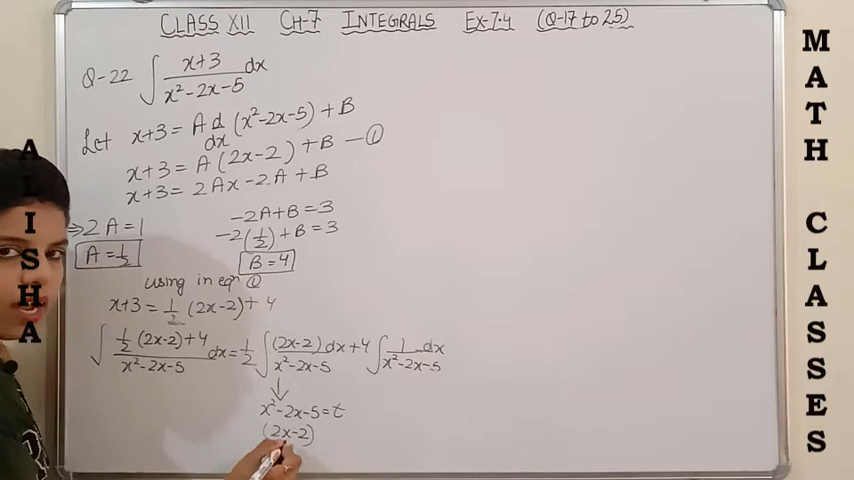 CLASS XII CH-7 INTEGRALS EX-7.4 (Q-17 to 25)
Q-22 ∫ x+3 / x²-2x-5 dx
Let x+3 = A d/dx (x²-2x-5) + B
x+3 = A(2x-2) + B — ①
x+3 = 2Ax - 2A + B
⇒ 2A = 1
A = 1/2
-2A+B = 3
-2(1/2) + B = 3
B = 4
using in eqn ①
x+3 = 1/2 (2x-2) + 4
∫ 1/2 (2x-2)+4 / x²-2x-5 dx = 1/2 ∫ (2x-2) / x²-2x-5 dx + 4 ∫ 1 / x²-2x-5 dx
↓
x²-2x-5 = t
(2x-2)
ALISHA
MATH CLASSES